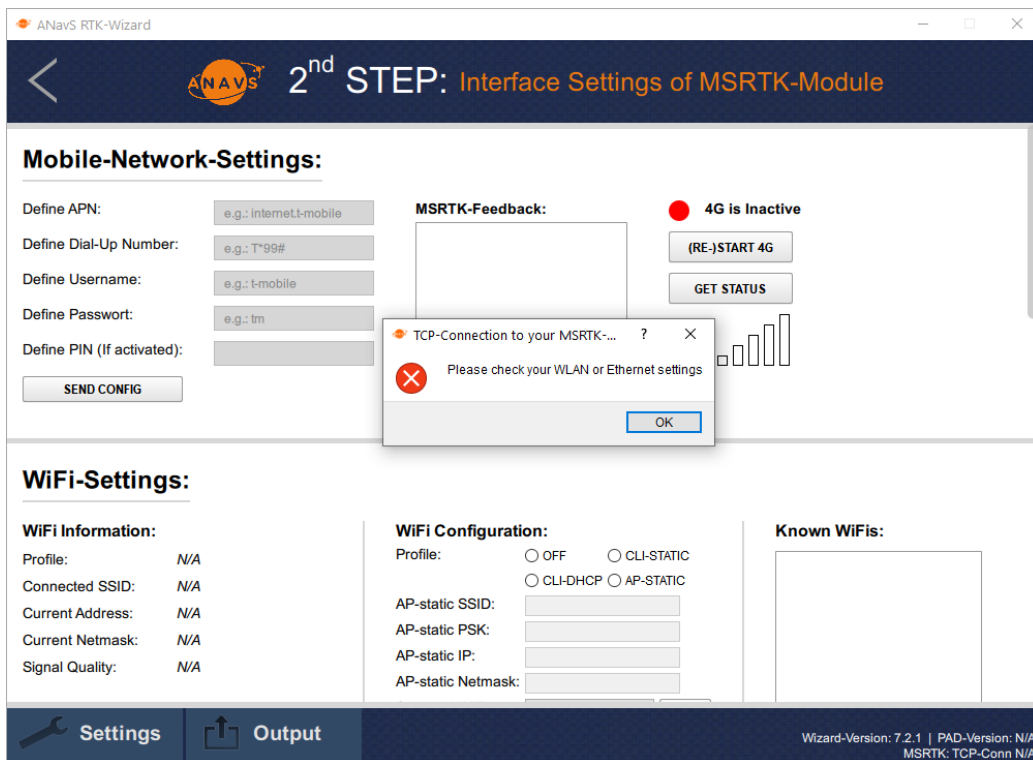 ANavS RTK-Wizard
ANAVS
2nd STEP: Interface Settings of MSRTK-Module
Mobile-Network-Settings:
Define APN:
e.g.: internet.t-mobile
Define Dial-Up Number:
e.g.: T*99#
Define Username:
e.g.: t-mobile
Define Passwort:
e.g.: tm
Define PIN (If activated):
SEND CONFIG
MSRTK-Feedback:
4G is Inactive
(RE-)START 4G
GET STATUS
TCP-Connection to your MSRTK-... ?
Please check your WLAN or Ethernet settings
OK
WiFi-Settings:
WiFi Information:
Profile: N/A
Connected SSID: N/A
Current Address: N/A
Current Netmask: N/A
Signal Quality: N/A
WiFi Configuration:
Profile:
OFF CLI-STATIC
CLI-DHCP AP-STATIC
AP-static SSID:
AP-static PSK:
AP-static IP:
AP-static Netmask:
Known WiFis:
Settings
Output
Wizard-Version: 7.2.1 | PAD-Version: N/A
MSRTK: TCP-Conn N/A